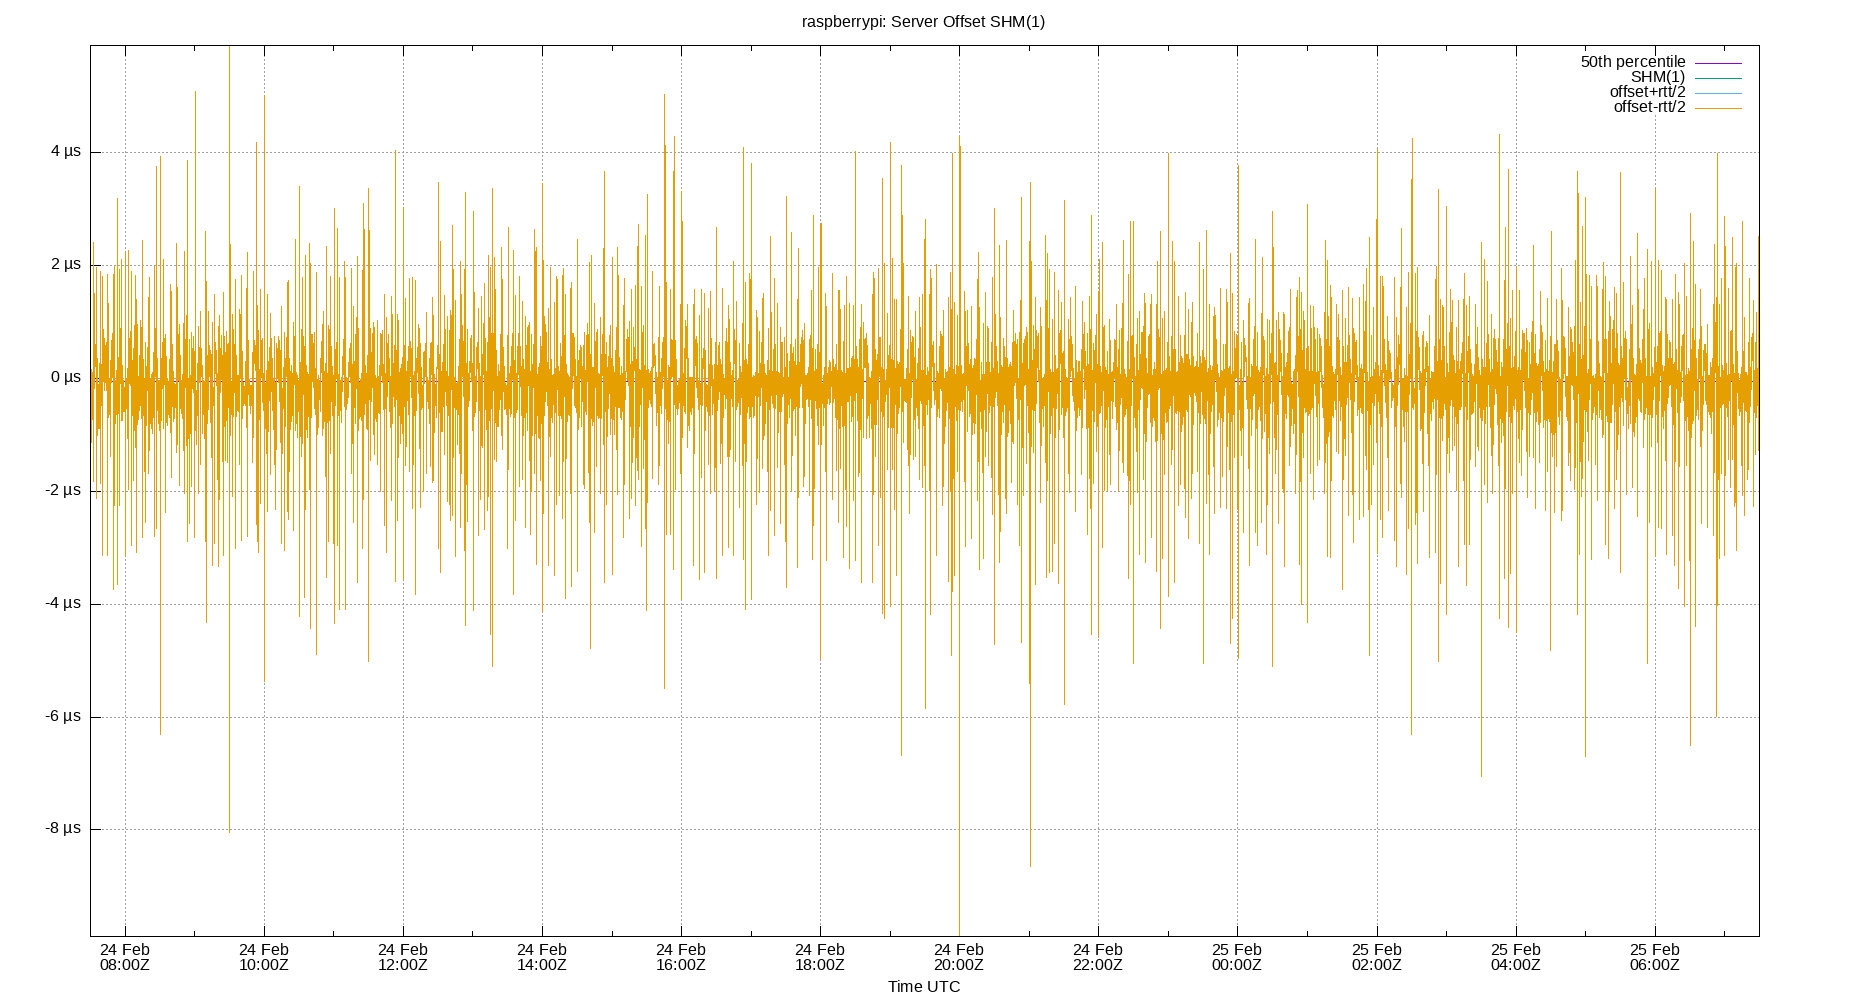 raspberrypi: Server Offset SHM(1)
50th percentile
SHM(1)
offset+rtt/2
offset-rtt/2
4 µs
2 µs
0 µs
-2 µs
-4 µs
-6 µs
-8 µs
24 Feb 24 Feb 24 Feb 24 Feb 24 Feb 24 Feb 24 Feb 24 Feb 25 Feb 25 Feb 25 Feb 25 Feb
08:00Z 10:00Z 12:00Z 14:00Z 16:00Z 18:00Z 20:00Z 22:00Z 00:00Z 02:00Z 04:00Z 06:00Z
Time UTC